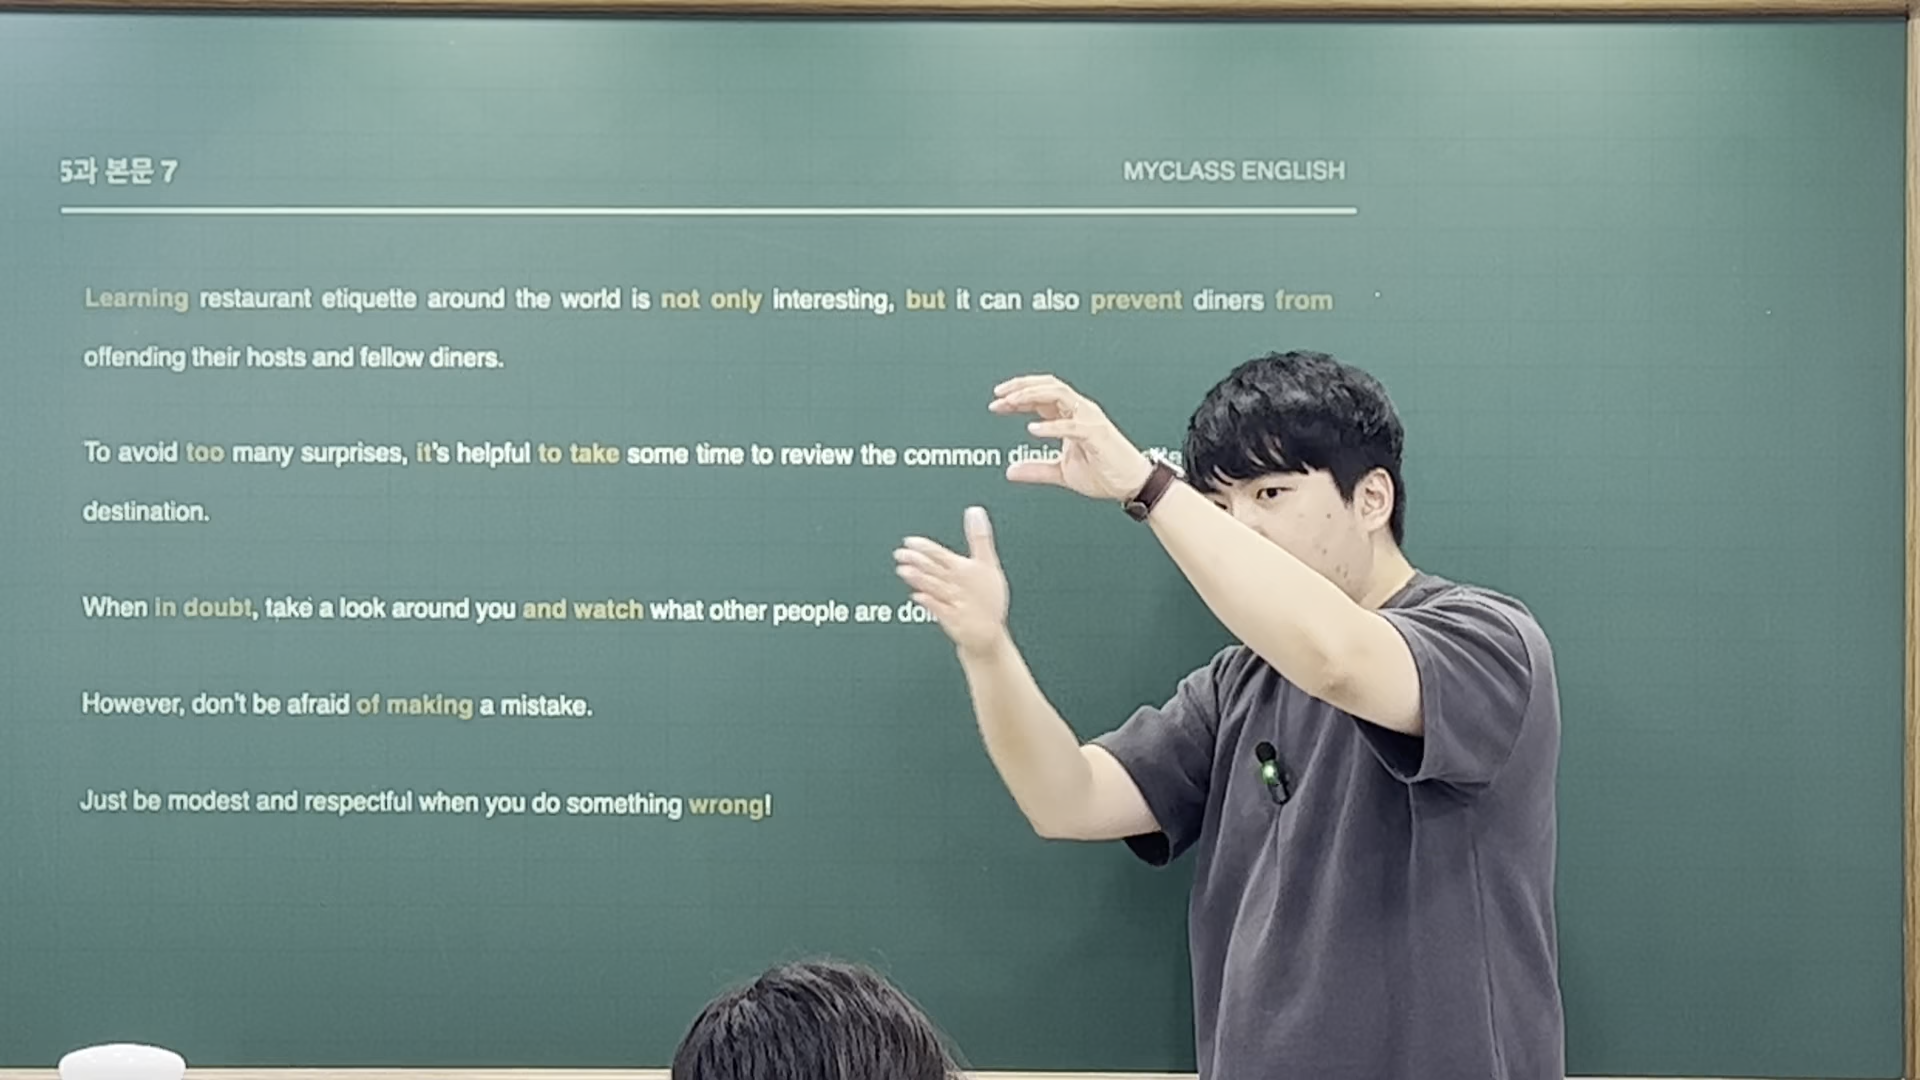 5과 본문 7
MYCLASS ENGLISH
Learning restaurant etiquette around the world is not only interesting, but it can also prevent diners from
offending their hosts and fellow diners.
To avoid too many surprises, it's helpful to take some time to review the common
destination.
When in doubt, take a look around you and watch what other people are
However, don't be afraid of making a mistake.
Just be modest and respectful when you do something wrong!